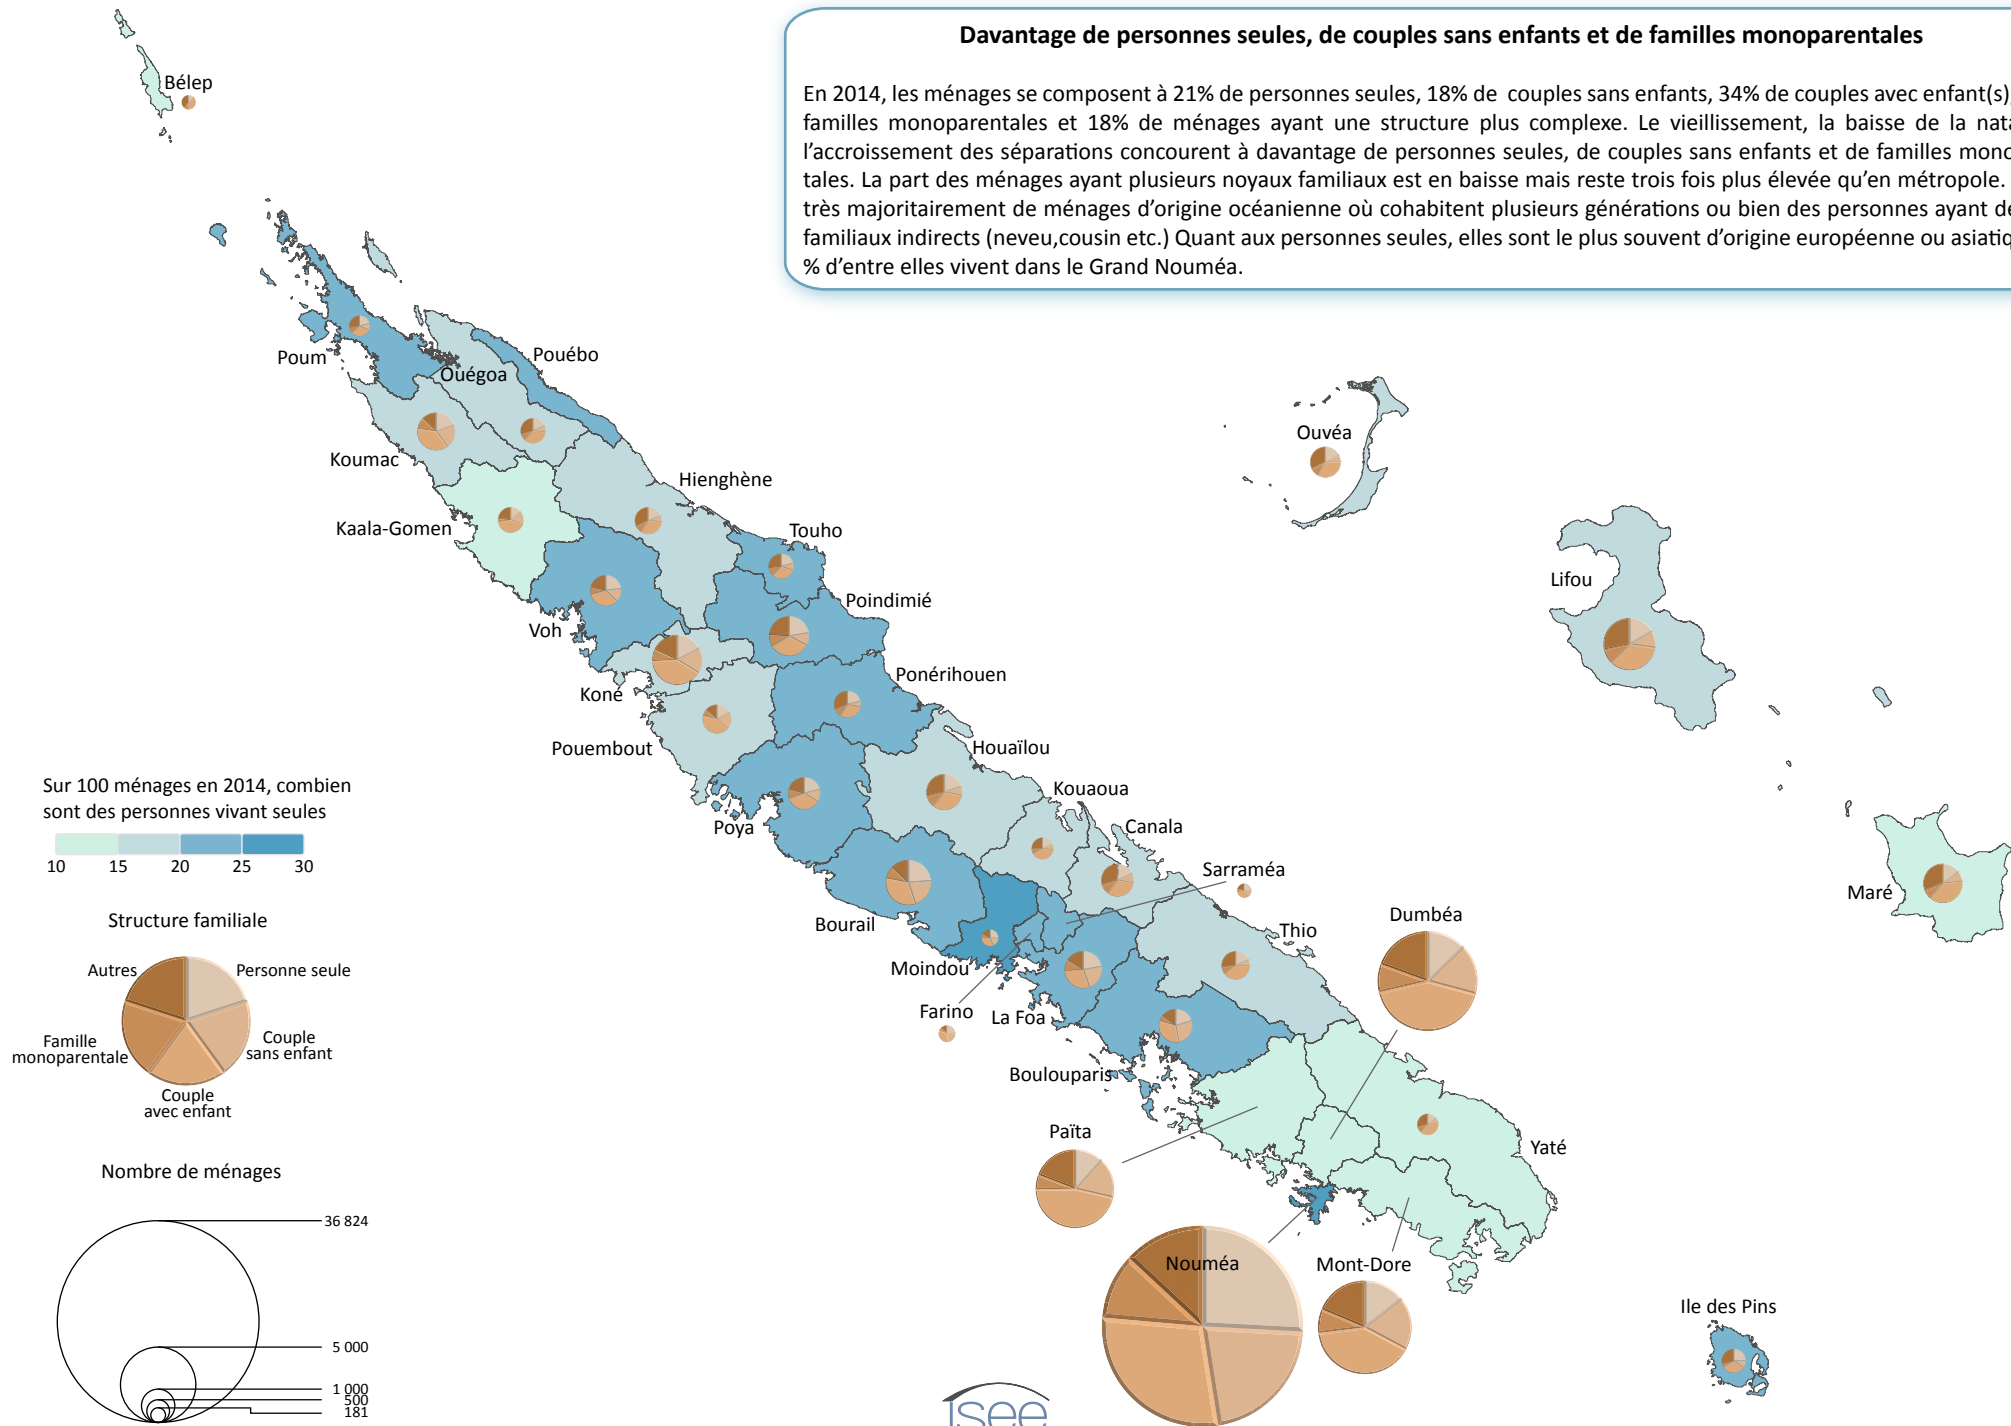 Davantage de personnes seules, de couples sans enfants et de familles monoparentales
En 2014, les ménages se composent à 21% de personnes seules, 18% de couples sans enfants, 34% de couples avec enfant(s),
familles monoparentales et 18% de ménages ayant une structure plus complexe. Le vieillissement, la baisse de la nata
l'accroissement des séparations concourent à davantage de personnes seules, de couples sans enfants et de familles mono
tales. La part des ménages ayant plusieurs noyaux familiaux est en baisse mais reste trois fois plus élevée qu'en métropole.
très majoritairement de ménages d'origine océanienne où cohabitent plusieurs générations ou bien des personnes ayant de
familiaux indirects (neveu,cousin etc.) Quant aux personnes seules, elles sont le plus souvent d'origine européenne ou asiatiq
% d'entre elles vivent dans le Grand Nouméa.
Bélep
Poum
Ouégoa
Pouébo
Koumac
Hienghène
Kaala-Gomen
Touho
Ouvéa
Lifou
Voh
Poindimié
Koné
Ponérihouen
Pouembout
Houaïlou
Kouaoua
Poya
Canala
Sarraméa
Maré
Bourail
Dumbéa
Thio
Moindou
Farino
La Foa
Boulouparis
Païta
Yaté
Nouméa
Mont-Dore
Ile des Pins
Sur 100 ménages en 2014, combien
sont des personnes vivant seules
10 15 20 25 30
Structure familiale
Autres
Personne seule
Famille
monoparentale
Couple
sans enfant
Couple
avec enfant
Nombre de ménages
36 824
5 000
1 000
500
181
isee